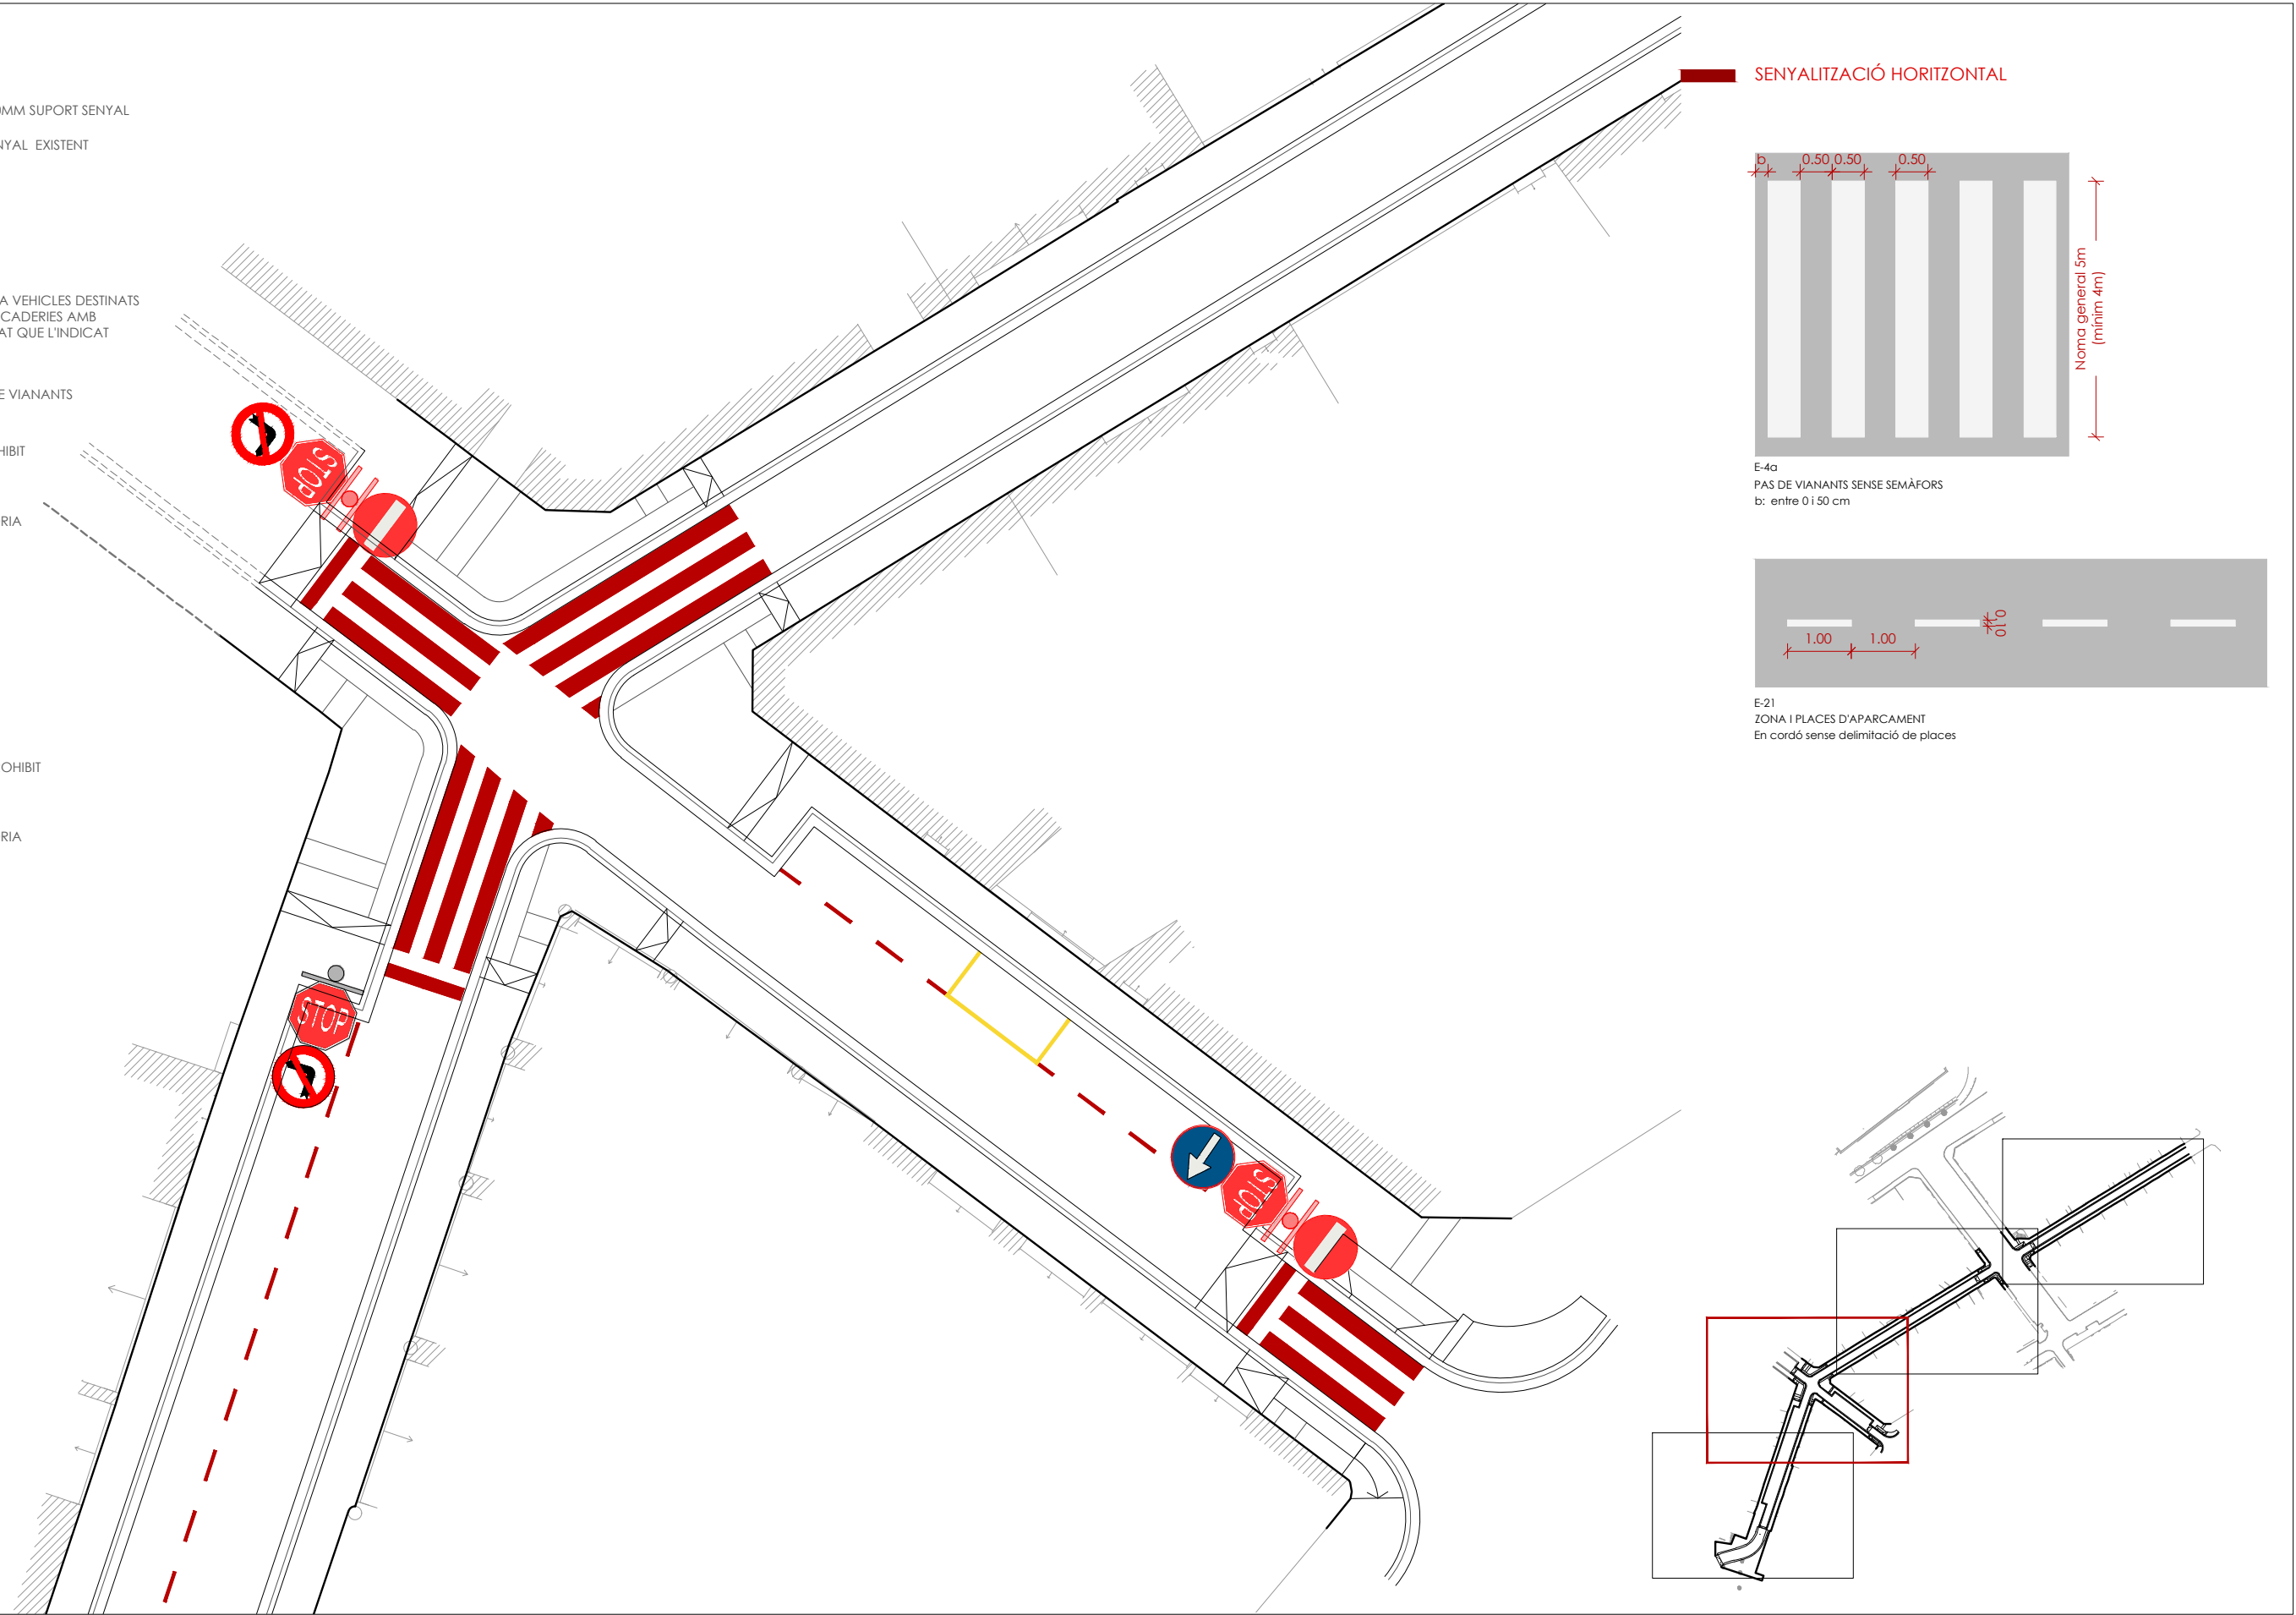 MM SUPORT SENYAL
NYAL EXISTENT
A VEHICLES DESTINATS
CADERIES AMB
AT QUE L'INDICAT
E VIANANTS
HIBIT
RIA
OHIBIT
RIA
STOP
STOP
STOP
SENYALITZACIÓ HORITZONTAL
b 0.50 0.50 0.50
Noma general 5m
(mínim 4m)
E-4a
PAS DE VIANANTS SENSE SEMÀFORS
b: entre 0 i 50 cm
1.00 1.00 0.10
E-21
ZONA I PLACES D'APARCAMENT
En cordó sense delimitació de places